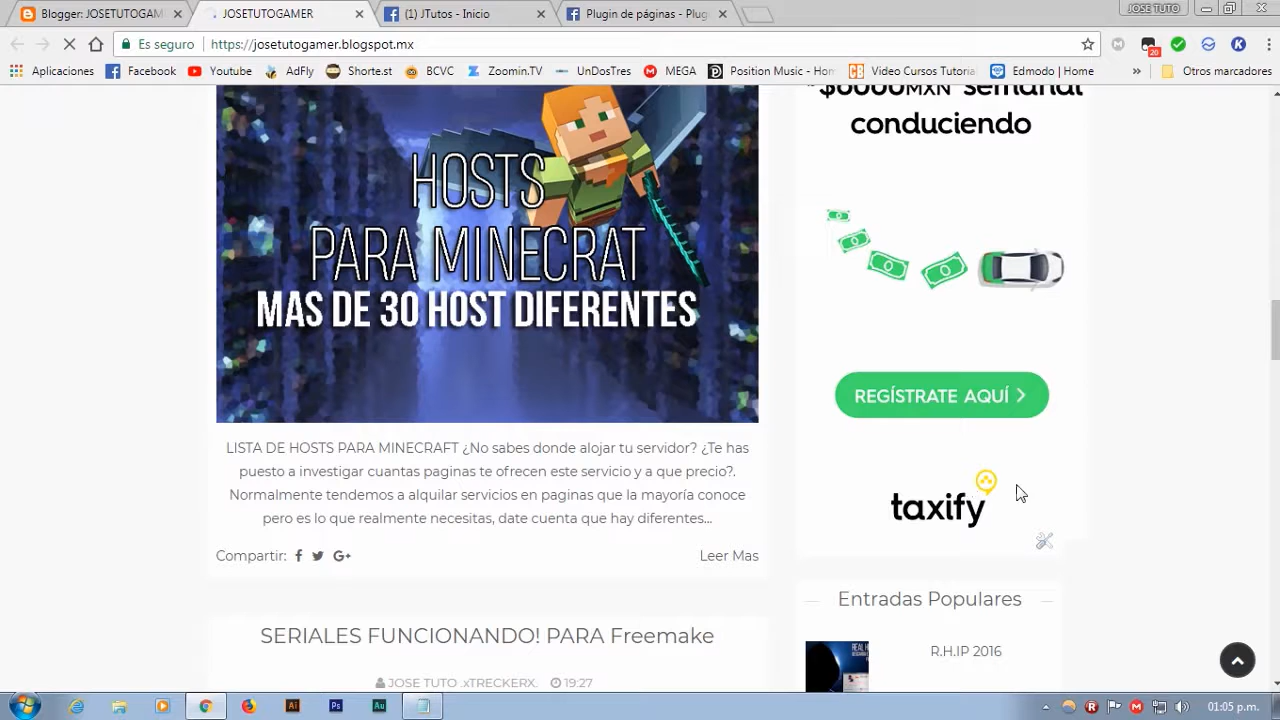 Blogger: JOSETUTOGAM
JOSETUTOGAMER
(1) JTutos - Inicio
Plugin de páginas - Plug
JOSE TUTO
Es seguro
https://josetutogamer.blogspot.mx
20
Aplicaciones
Facebook
Youtube
AdFly
Shorte.st
BCVC
Zoomin.TV
UnDosTres
MEGA
Position Music - Hom
Video Cursos Tutoria
Edmodo | Home
»
Otros marcadores
$6000MXN semanal
conduciendo
HOSTS
PARA MINECRAT
MAS DE 30 HOST DIFERENTES
REGÍSTRATE AQUÍ
taxify
LISTA DE HOSTS PARA MINECRAFT ¿No sabes donde alojar tu servidor? ¿Te has
puesto a investigar cuantas paginas te ofrecen este servicio y a que precio?.
Normalmente tendemos a alquilar servicios en paginas que la mayoría conoce
pero es lo que realmente necesitas, date cuenta que hay diferentes...
Compartir:
Leer Mas
Entradas Populares
R.H.IP 2016
SERIALES FUNCIONANDO! PARA Freemake
JOSE TUTO .xTRECKERX.
19:27
01:05 p.m.